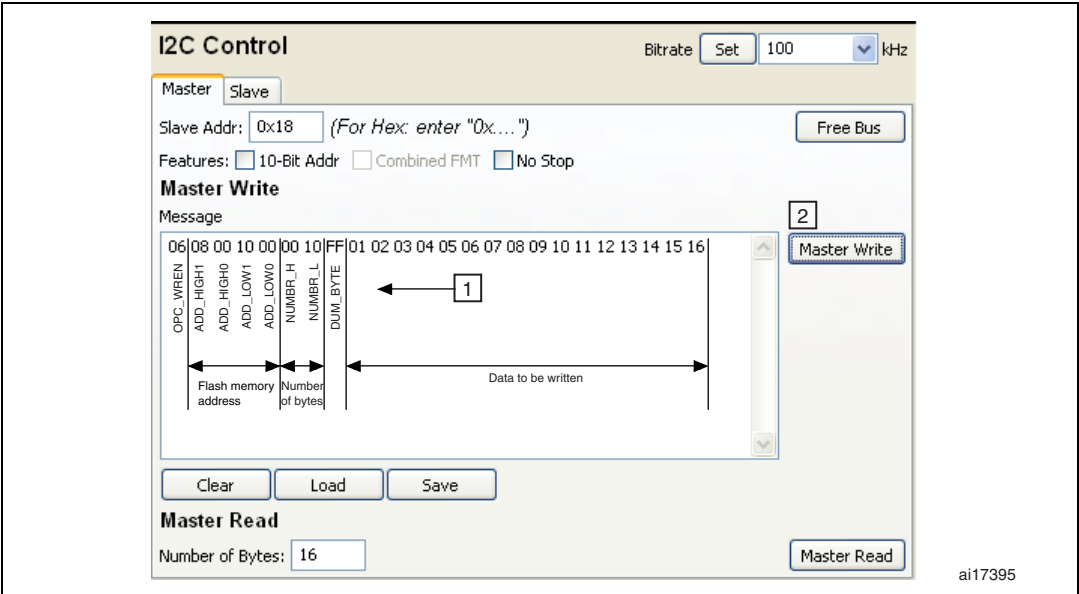 I2C Control
Bitrate Set 100 kHz
Master Slave
Slave Addr: 0x18 (For Hex: enter "0x....") Free Bus
Features: 10-Bit Addr Combined FMT No Stop
Master Write
Message
2
06 08 00 10 00 00 10 FF 01 02 03 04 05 06 07 08 09 10 11 12 13 14 15 16
Master Write
OPC_WREN
ADD_HIGH1
ADD_HIGH0
ADD_LOW1
ADD_LOW0
NUMBR_H
NUMBR_L
DUM_BYTE
1
Flash memory
address
Number
of bytes
Data to be written
Clear Load Save
Master Read
Number of Bytes: 16 Master Read
ai17395